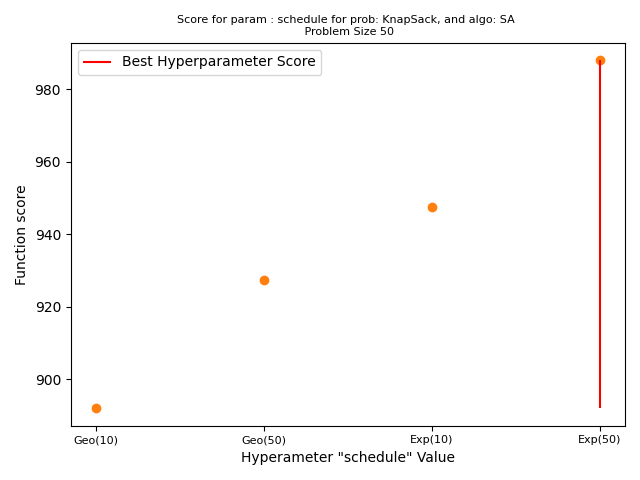 Score for param : schedule for prob: KnapSack, and algo: SA
Problem Size 50
Best Hyperparameter Score
Function score
980
960
940
920
900
Geo(10)
Geo(50)
Exp(10)
Exp(50)
Hyperameter "schedule" Value